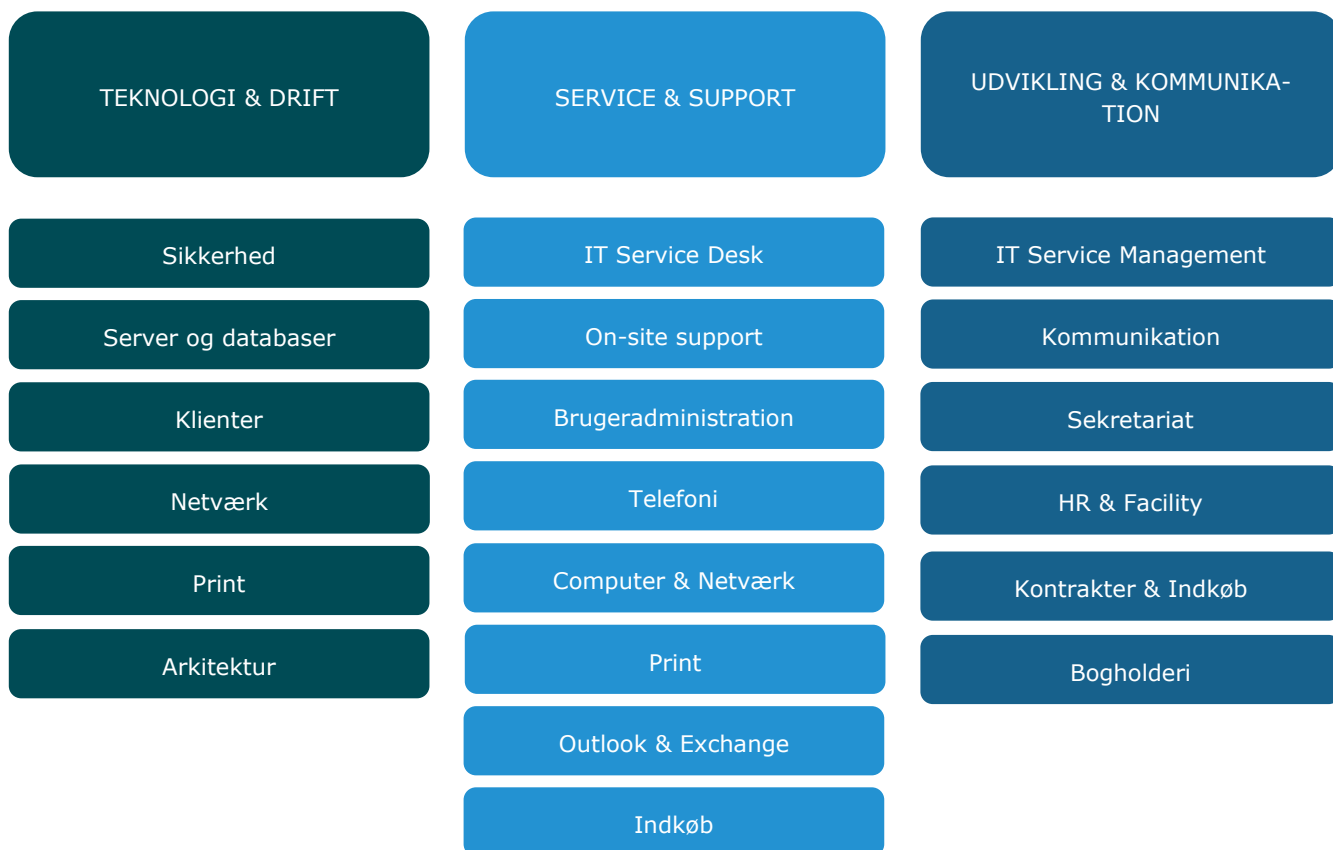 TEKNOLOGI & DRIFT
Sikkerhed
Server og databaser
Klienter
Netværk
Print
Arkitektur
SERVICE & SUPPORT
IT Service Desk
On-site support
Brugeradministration
Telefoni
Computer & Netværk
Print
Outlook & Exchange
Indkøb
UDVIKLING & KOMMUNIKA-
TION
IT Service Management
Kommunikation
Sekretariat
HR & Facility
Kontrakter & Indkøb
Bogholderi